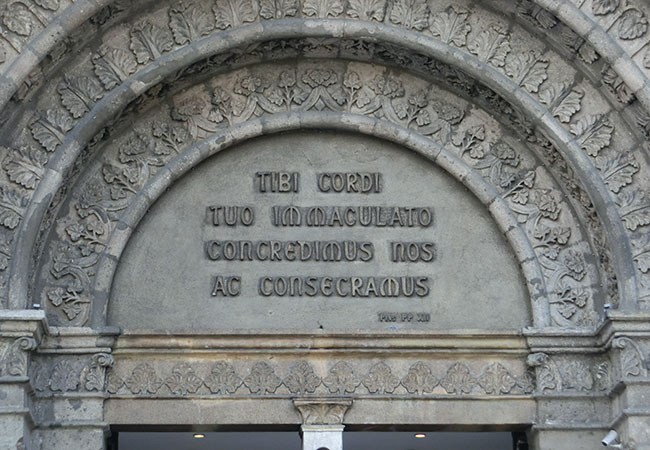 TIBI CORDI
TUO IMMACULATO
CONCREDIMUS NOS
AC CONSECRAMUS
PIUS PP XII